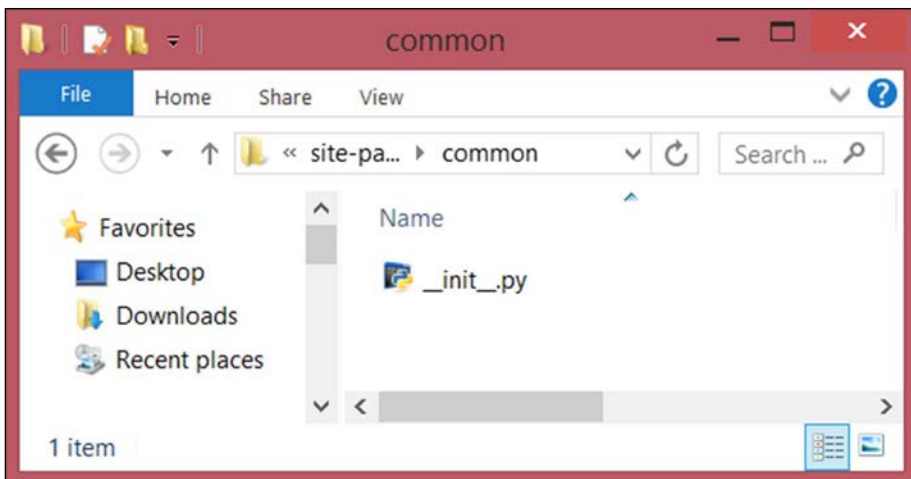 common
File Home Share View
« site-pa... common Search ...
Favorites
Name
Desktop
__init__.py
Downloads
Recent places
1 item